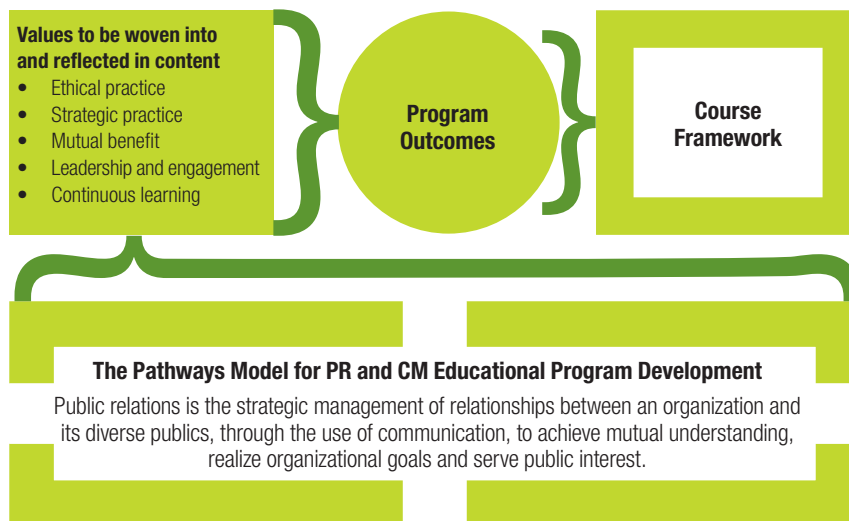 Values to be woven into
and reflected in content
• Ethical practice
• Strategic practice
• Mutual benefit
• Leadership and engagement
• Continuous learning
Program
Outcomes
Course
Framework
The Pathways Model for PR and CM Educational Program Development
Public relations is the strategic management of relationships between an organization and
its diverse publics, through the use of communication, to achieve mutual understanding,
realize organizational goals and serve public interest.